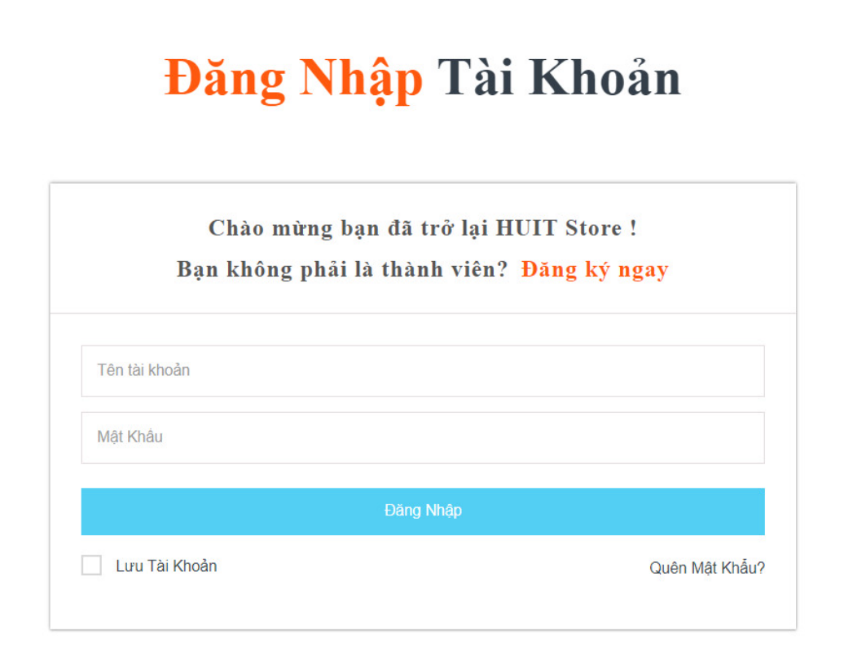 Đăng Nhập Tài Khoản
Chào mừng bạn đã trở lại HUIT Store !
Bạn không phải là thành viên? Đăng ký ngay
Tên tài khoản
Mật Khâu
Đăng Nhập
Lưu Tài Khoản
Quên Mật Khẩu?